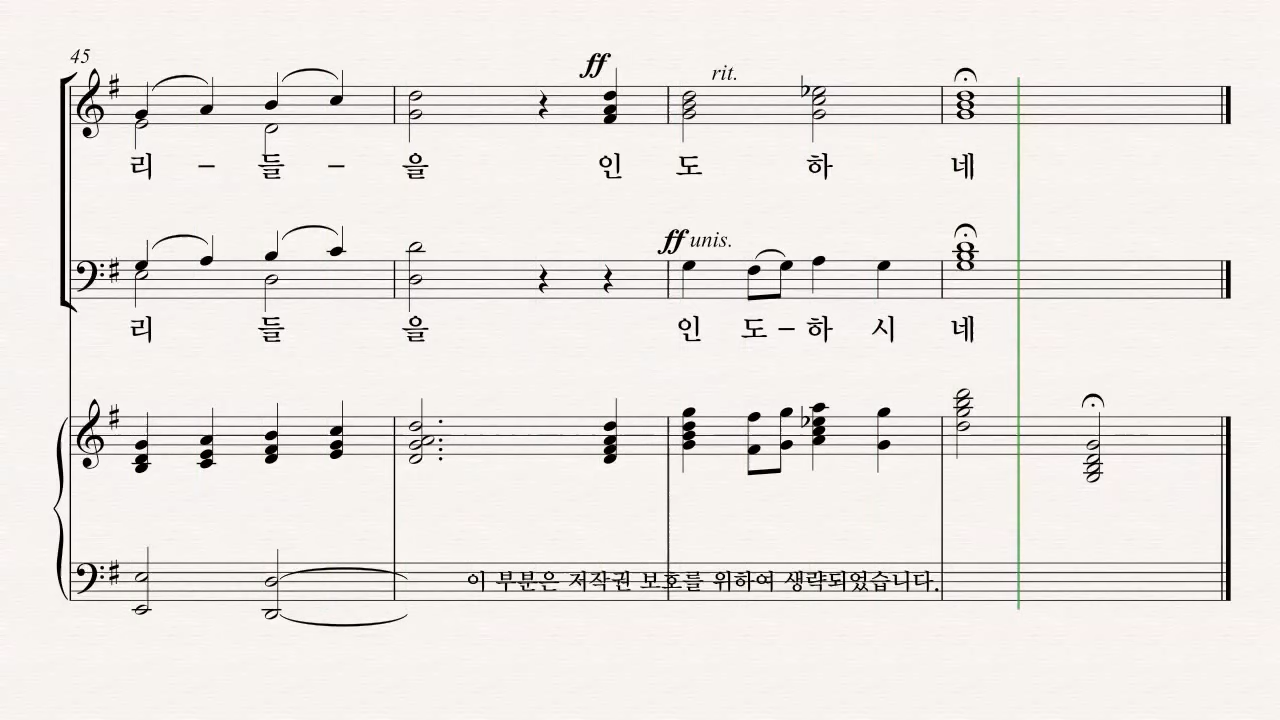 45
ff
rit.
리 – 들 – 을 인 도 하 네
ff unis.
리 들 을 인 도 – 하 시 네
이 부분은 저작권 보호를 위하여 생략되었습니다.